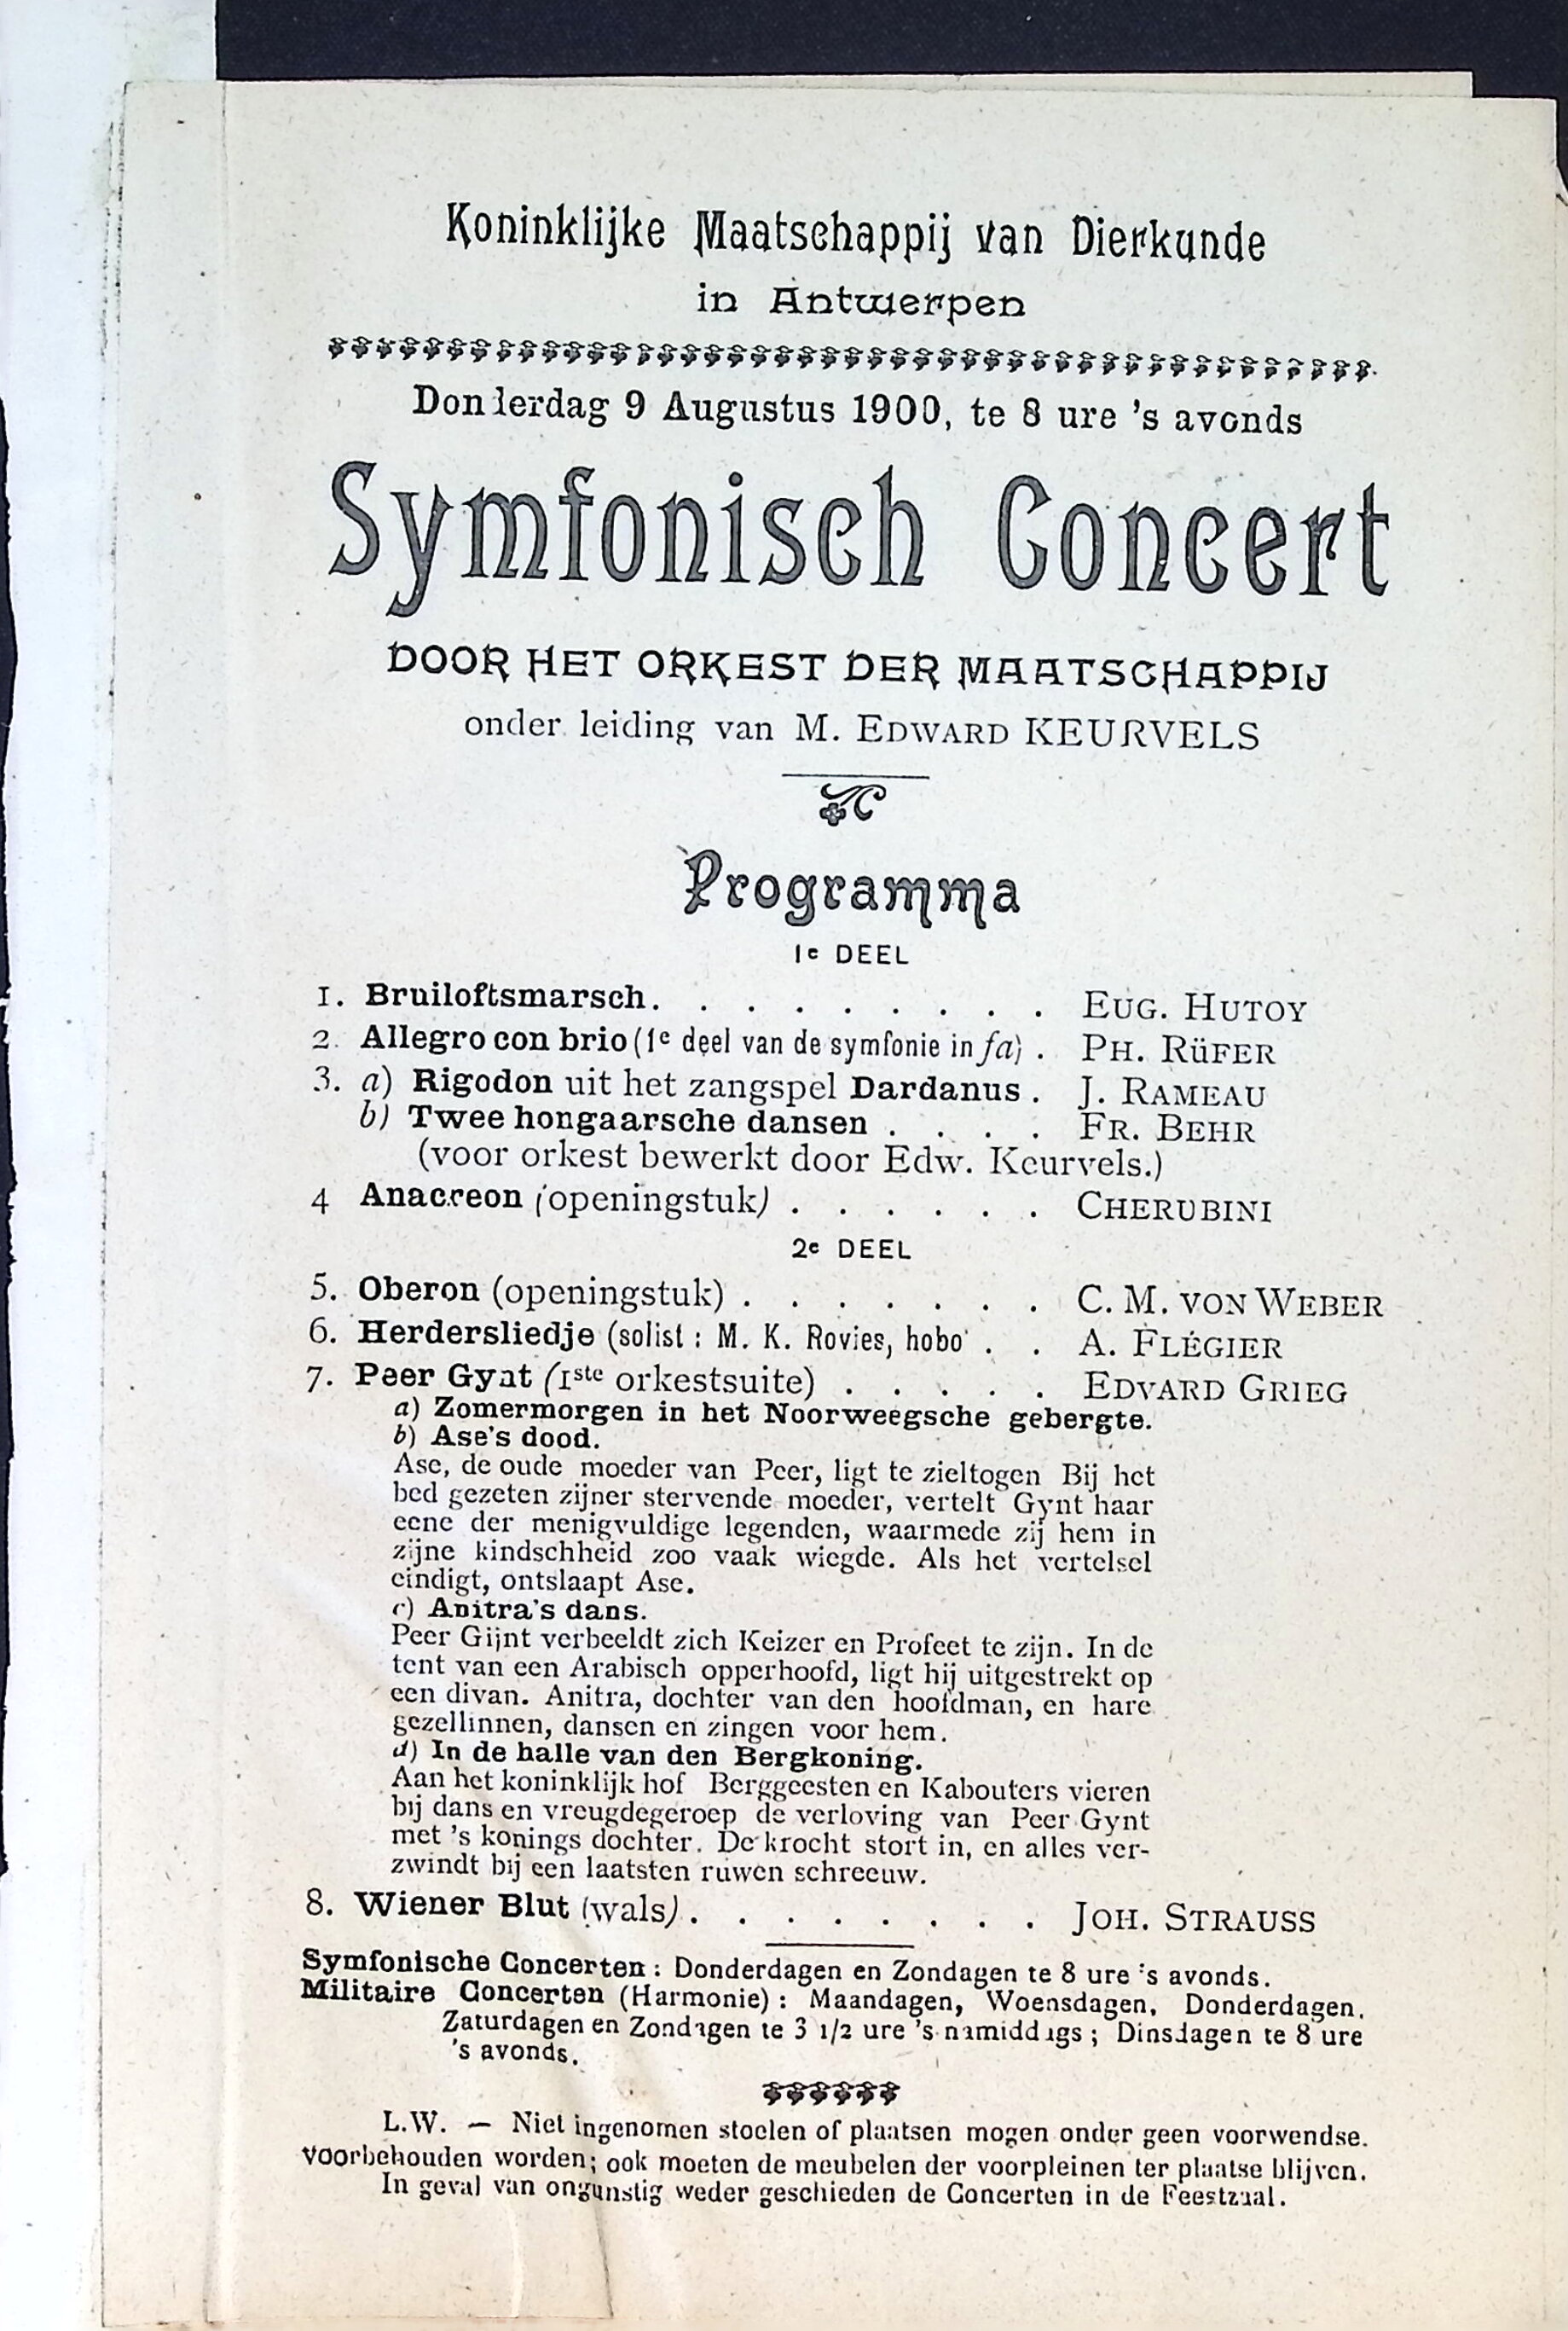 Koninklijke Maatschappij van Dierkunde
in Antwerpen
Donderdag 9 Augustus 1900, te 8 ure 's avonds
Symfonisch Concert
DOOR HET ORKEST DER MAATSCHAPPIJ
onder leiding van M. EDWARD KEURVELS
Programma
1e DEEL
1. Bruiloftsmarsch. . . . . . . . . EUG. HUTOY
2. Allegro con brio (1e deel van de symfonie in fa) . PH. RÜFER
3. a) Rigodon uit het zangspel Dardanus . J. RAMEAU
b) Twee hongaarsche dansen . . . . FR. BEHR
(voor orkest bewerkt door Edw. Keurvels.)
4 Anacreon (openingstuk) . . . . . . CHERUBINI
2e DEEL
5. Oberon (openingstuk) . . . . . . . C. M. VON WEBER
6. Herdersliedje (solist : M. K. Rovies, hobo) . . A. FLÉGIER
7. Peer Gynt (1ste orkestsuite) . . . . . EDVARD GRIEG
a) Zomermorgen in het Noorweegsche gebergte.
b) Ase's dood.
Ase, de oude moeder van Peer, ligt te zieltogen Bij het
bed gezeten zijner stervende moeder, vertelt Gynt haar
eene der menigvuldige legenden, waarmede zij hem in
zijne kindschheid zoo vaak wiegde. Als het vertelsel
eindigt, ontslaapt Ase.
c) Anitra's dans.
Peer Gijnt verbeeldt zich Keizer en Profeet te zijn. In de
tent van een Arabisch opperhoofd, ligt hij uitgestrekt op
een divan. Anitra, dochter van den hoofdman, en hare
gezellinnen, dansen en zingen voor hem.
d) In de halle van den Bergkoning.
Aan het koninklijk hof Berggeesten en Kabouters vieren
bij dans en vreugdegeroep de verloving van Peer Gynt
met 's konings dochter. De krocht stort in, en alles ver-
zwindt bij een laatsten ruwen schreeuw.
8. Wiener Blut (wals) . . . . . . . . JOH. STRAUSS
Symfonische Concerten : Donderdagen en Zondagen te 8 ure 's avonds.
Militaire Concerten (Harmonie) : Maandagen, Woensdagen, Donderdagen,
Zaturdagen en Zondagen te 3 1/2 ure 's namiddags ; Dinsdagen te 8 ure
's avonds.
L.W. — Niet ingenomen stoelen of plaatsen mogen onder geen voorwendse.
voorbehouden worden; ook moeten de meubelen der voorpleinen ter plaatse blijven.
In geval van ongunstig weder geschieden de Concerten in de Feestzaal.